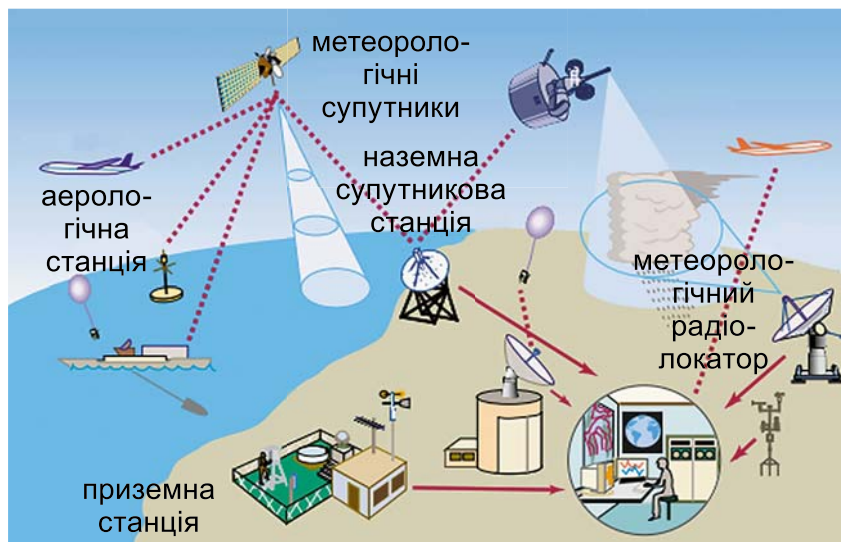 метеороло-
гічні
супутники
наземна
супутникова
станція
аероло-
гічна
станція
метеороло-
гічний
радіо-
локатор
приземна
станція